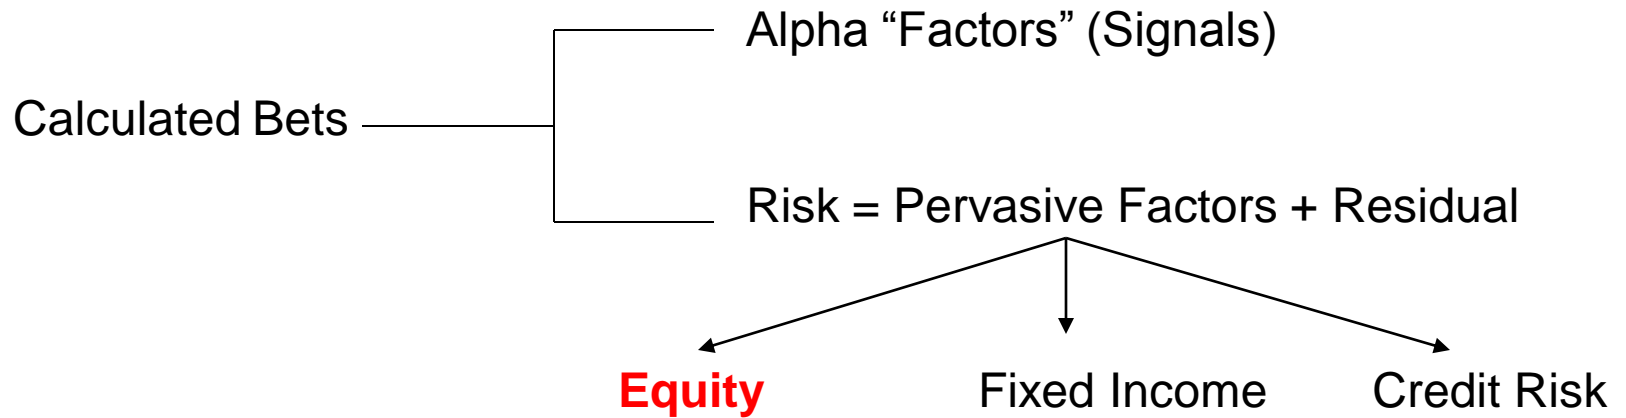 Alpha “Factors” (Signals)
Calculated Bets
Risk = Pervasive Factors + Residual
Equity Fixed Income Credit Risk